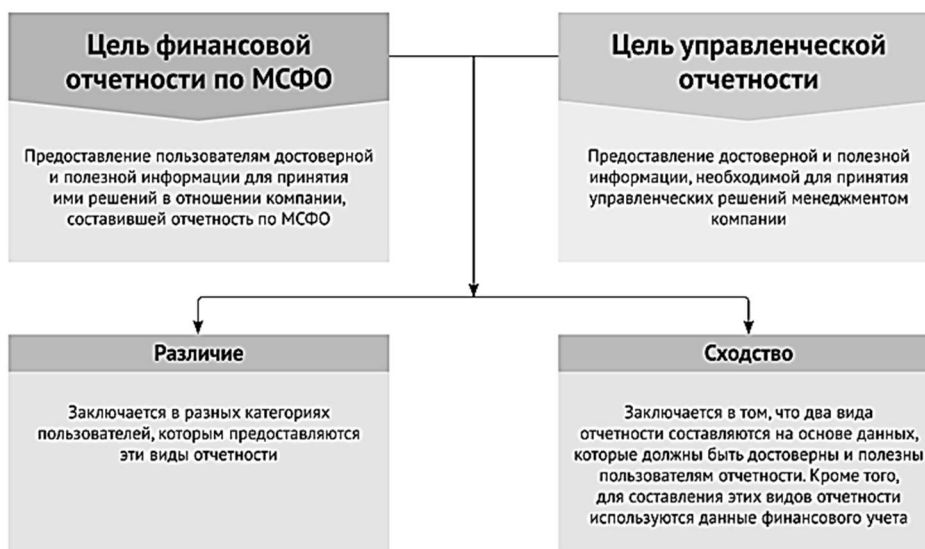 Цель финансовой
отчетности по МСФО
Предоставление пользователям достоверной
и полезной информации для принятия
ими решений в отношении компании,
составившей отчетность по МСФО
Цель управленческой
отчетности
Предоставление достоверной и полезной
информации, необходимой для принятия
управленческих решений менеджментом
компании
Различие
Заключается в разных категориях
пользователей, которым предоставляются
эти виды отчетности
Сходство
Заключается в том, что два вида
отчетности составляются на основе данных,
которые должны быть достоверны и полезны
пользователям отчетности. Кроме того,
для составления этих видов отчетности
используются данные финансового учета